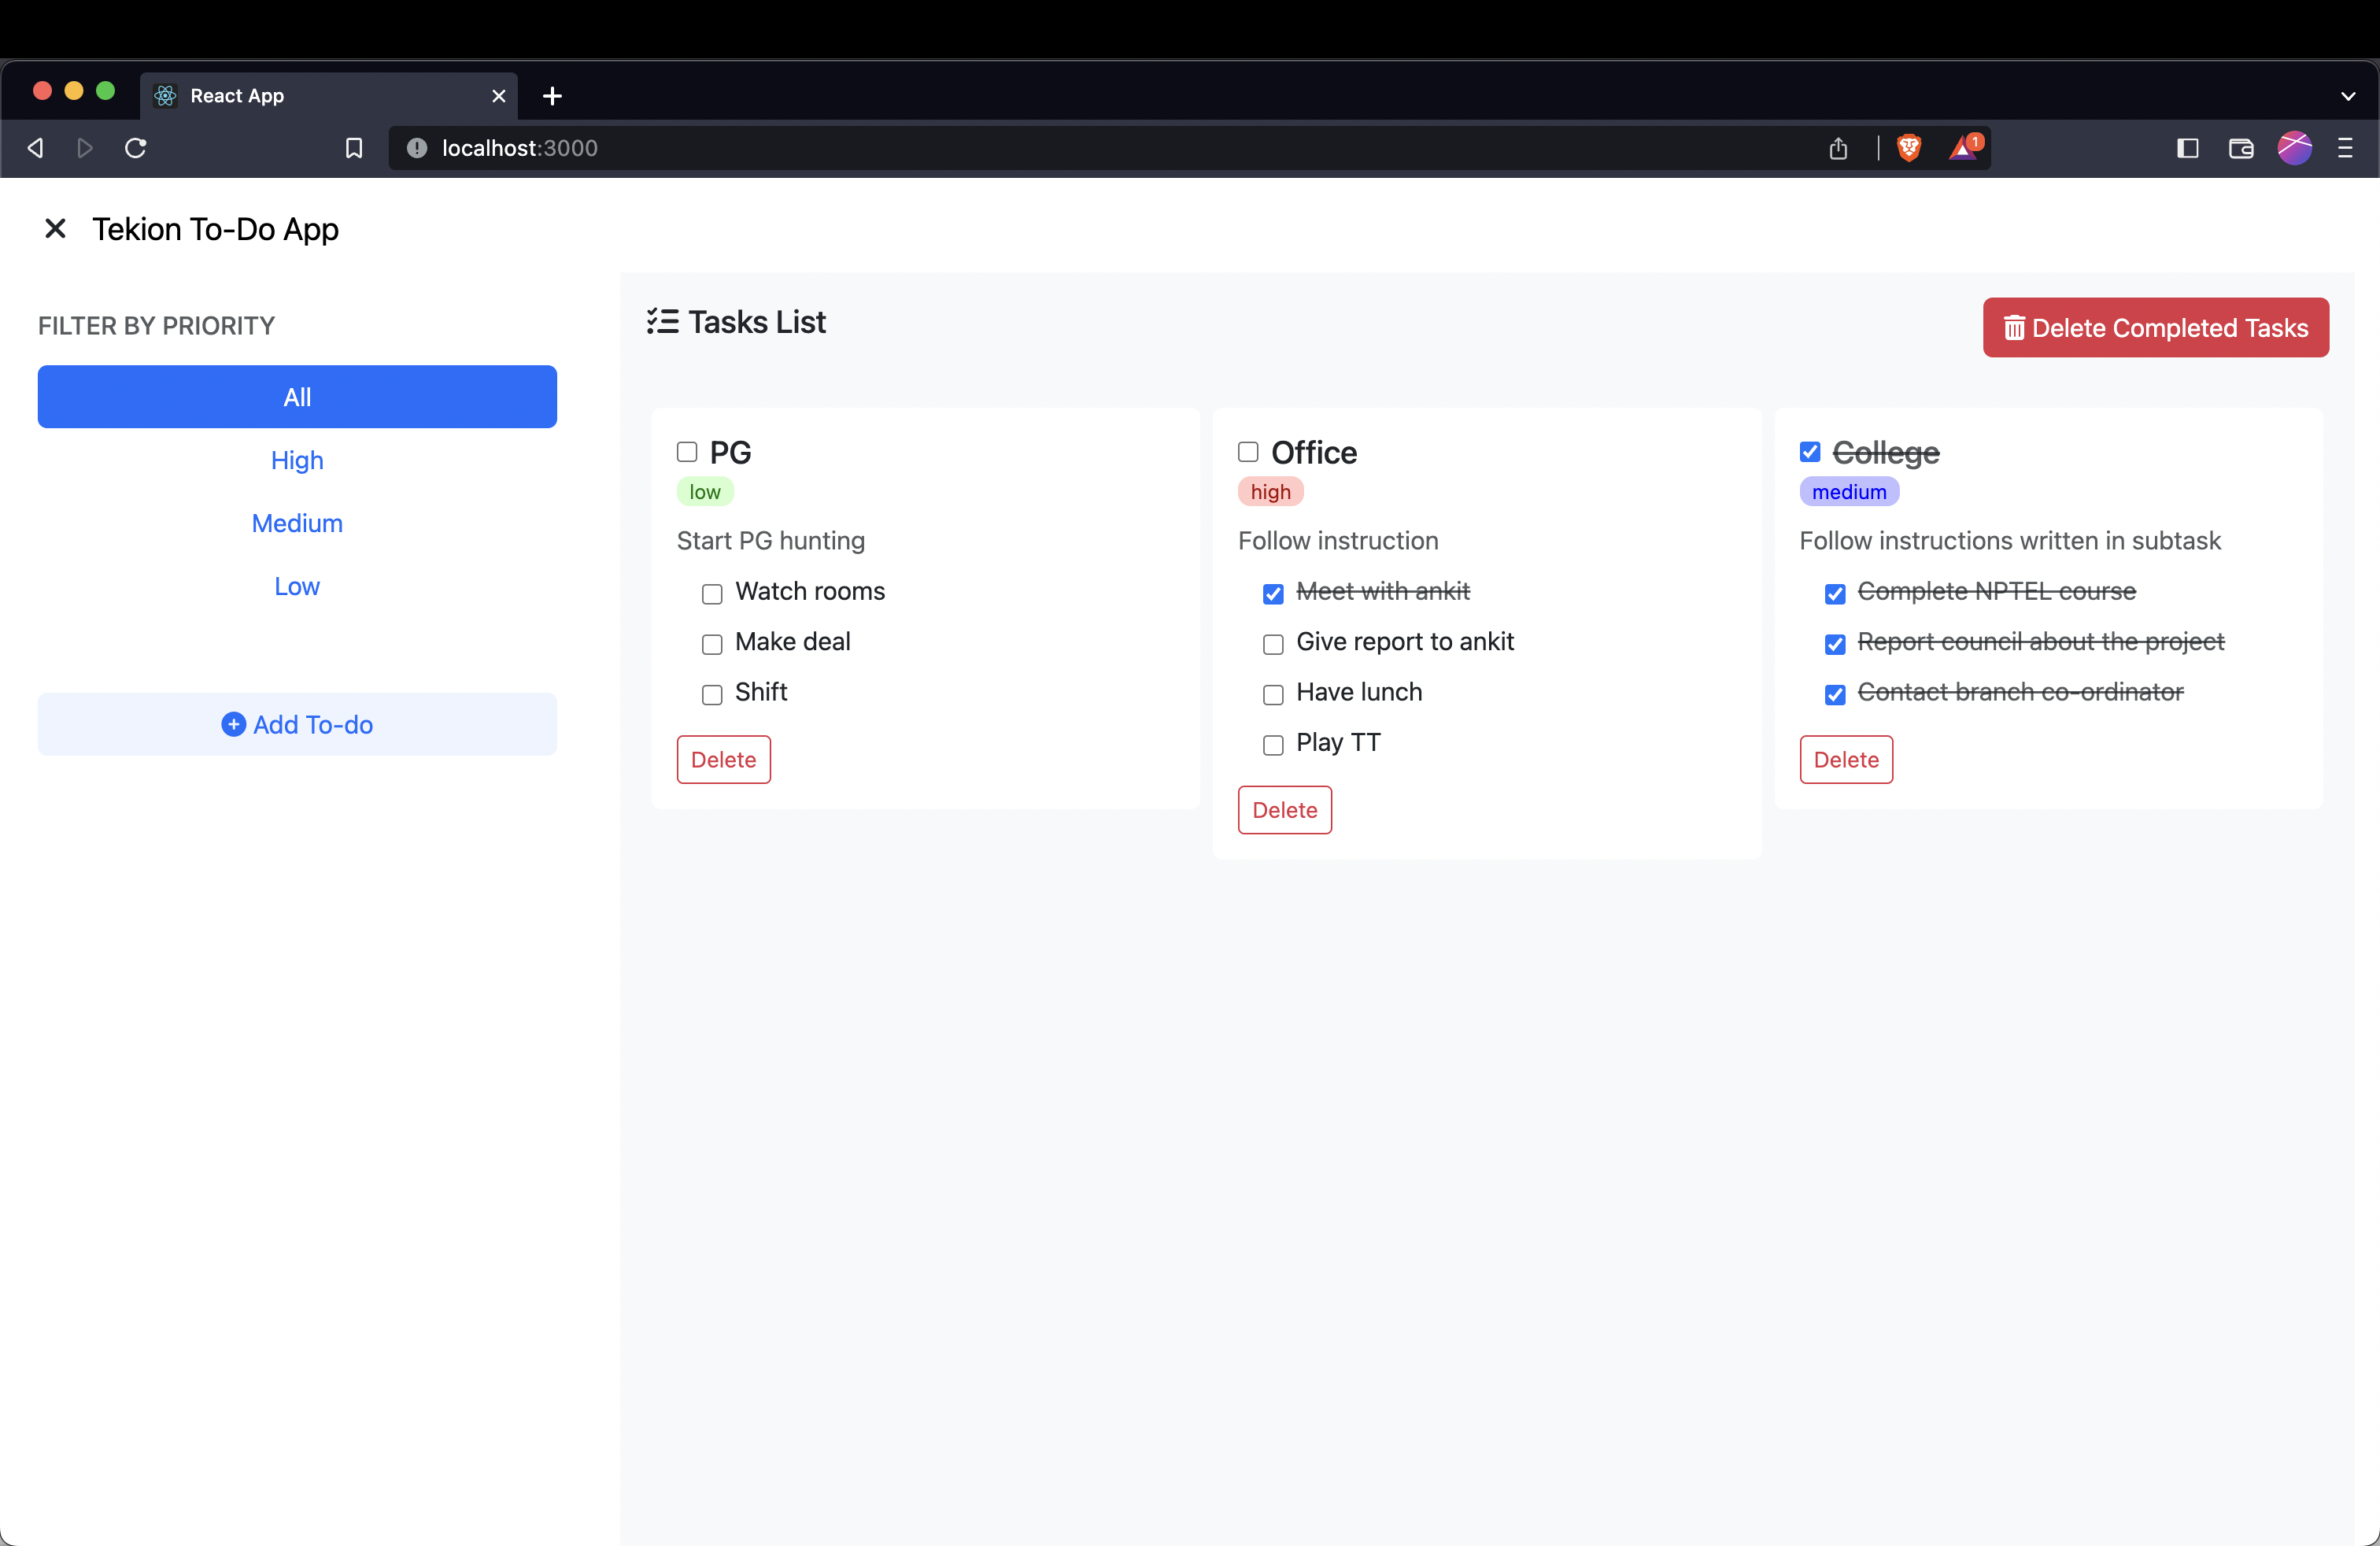 React App
localhost:3000
1
Tekion To-Do App
FILTER BY PRIORITY
All
High
Medium
Low
Add To-do
Tasks List
Delete Completed Tasks
PG
low
Start PG hunting
Watch rooms
Make deal
Shift
Delete
Office
high
Follow instruction
Meet with ankit
Give report to ankit
Have lunch
Play TT
Delete
College
medium
Follow instructions written in subtask
Complete NPTEL course
Report council about the project
Contact branch co-ordinator
Delete